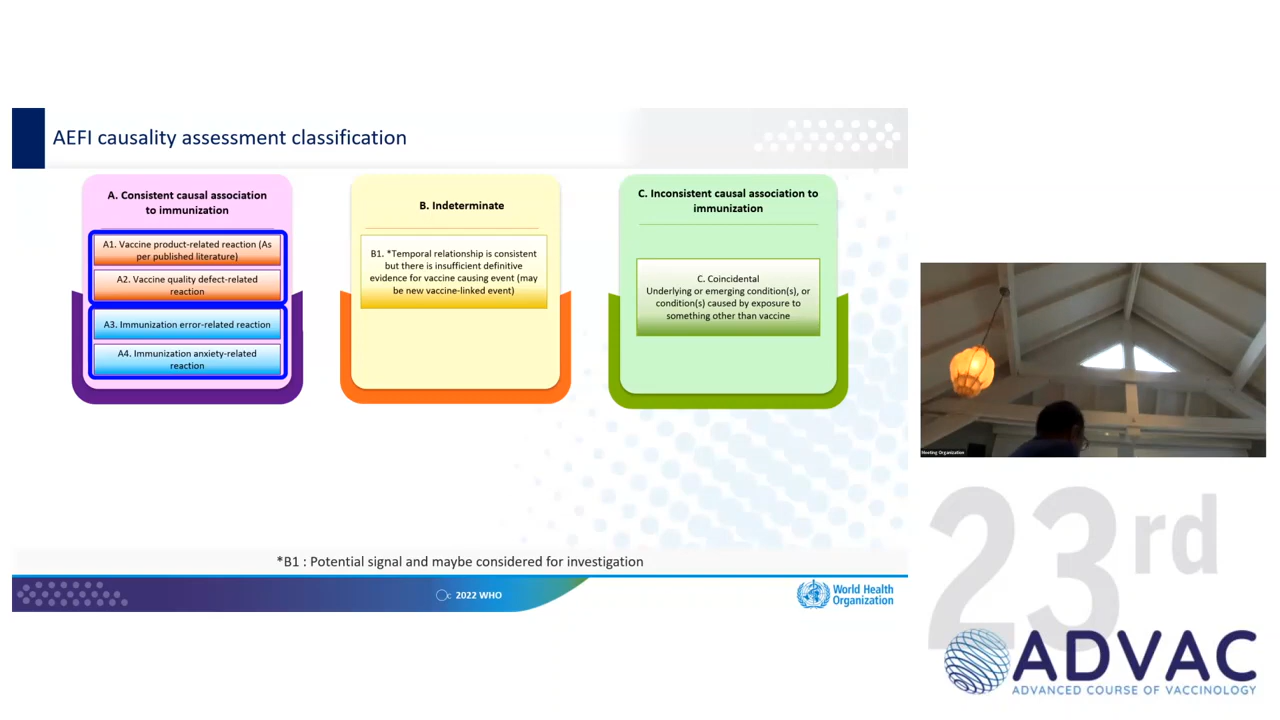 AEFI causality assessment classification
A. Consistent causal association
to immunization
A1. Vaccine product-related reaction (As
per published literature)
A2. Vaccine quality defect-related
reaction
A3. Immunization error-related reaction
A4. Immunization anxiety-related
reaction
B. Indeterminate
B1. *Temporal relationship is consistent
but there is insufficient definitive
evidence for vaccine causing event (may
be new vaccine-linked event)
C. Inconsistent causal association to
immunization
C. Coincidental
Underlying or emerging condition(s), or
condition(s) caused by exposure to
something other than vaccine
*B1 : Potential signal and maybe considered for investigation
2022 WHO
World Health
Organization
Meeting Organization
23rd
ADVAC
ADVANCED COURSE OF VACCINOLOGY